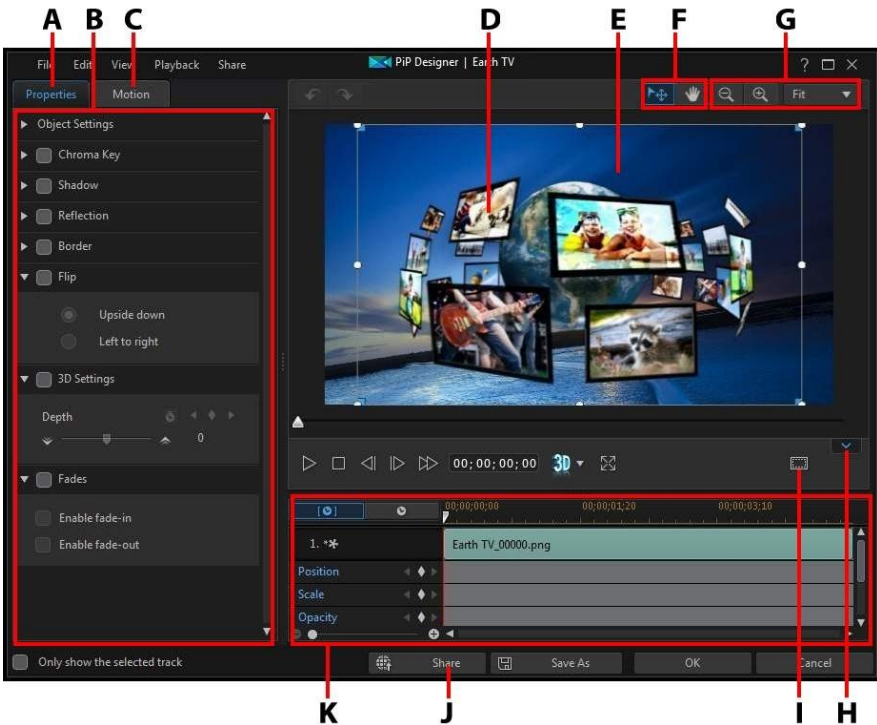 A B C D E F G
File Edit View Playback Share PiP Designer | Earth TV ?
Properties Motion Fit
Object Settings
Chroma Key
Shadow
Reflection
Border
Flip
Upside down
Left to right
3D Settings
Depth
0
Fades
Enable fade-in
Enable fade-out
00;00;00;00 3D
00;00;00;00 00;00;01;20 00;00;03;10
1. Earth TV_00000.png
Position
Scale
Opacity
Only show the selected track Share Save As OK Cancel
K J I H